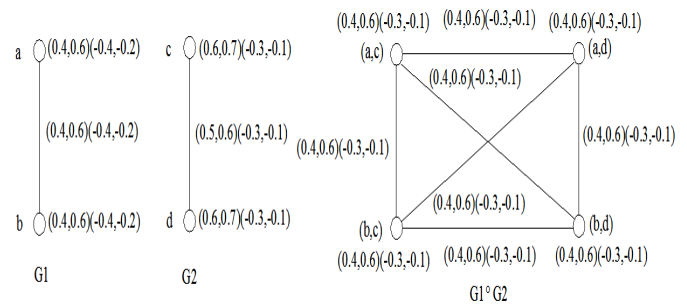 a (0.4,0.6)(-0.4,-0.2)
(0.4,0.6)(-0.4,-0.2)
b (0.4,0.6)(-0.4,-0.2)
G1
c (0.6,0.7)(-0.3,-0.1)
(0.5,0.6)(-0.3,-0.1)
d (0.6,0.7)(-0.3,-0.1)
G2
(0.4,0.6)(-0.3,-0.1) (0.4,0.6)(-0.3,-0.1) (0.4,0.6)(-0.3,-0.1)
(a,c) (a,d)
(0.4,0.6)(-0.3,-0.1)
(0.4,0.6)(-0.3,-0.1) (0.4,0.6)(-0.3,-0.1)
(0.4,0.6)(-0.3,-0.1)
(b,c) (b,d)
(0.4,0.6)(-0.3,-0.1) (0.4,0.6)(-0.3,-0.1) (0.4,0.6)(-0.3,-0.1)
G1 º G2